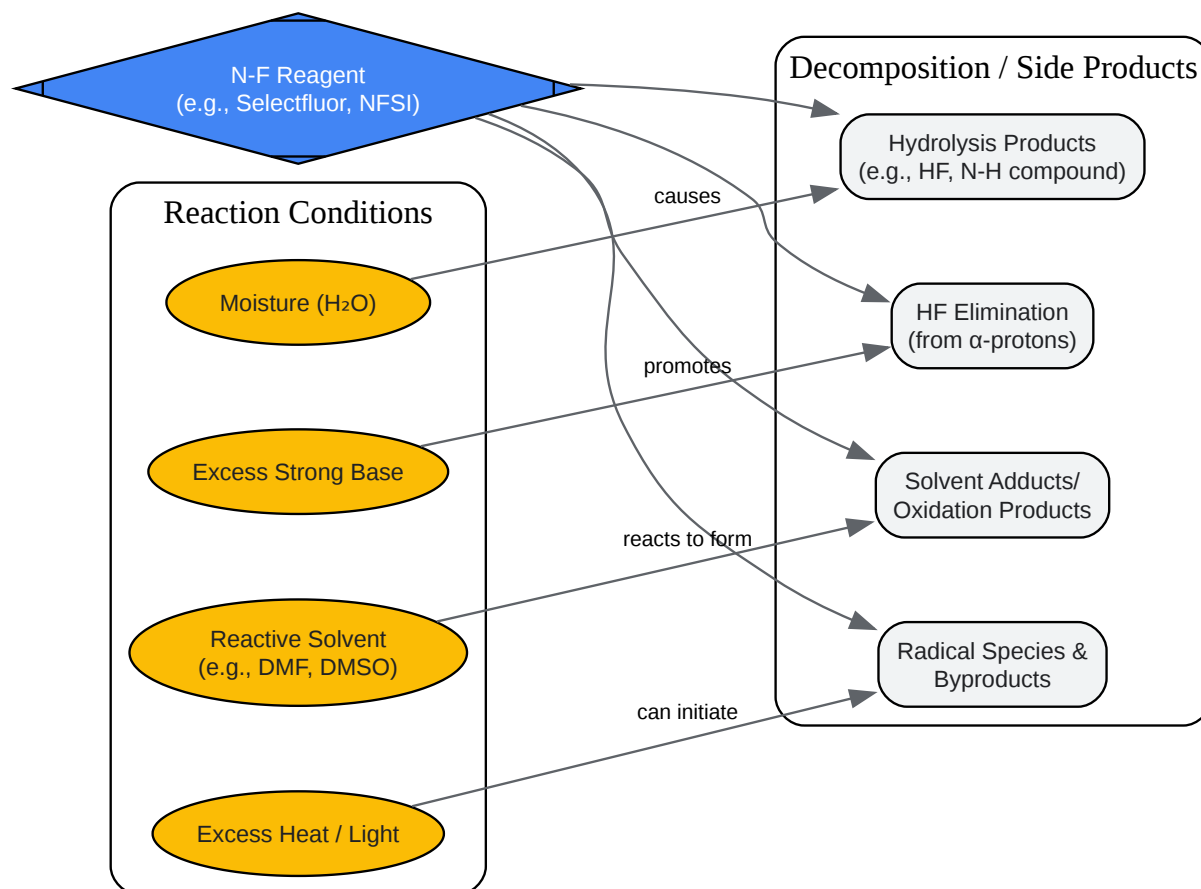 N-F Reagent
(e.g., Selectfluor, NFSI)
Decomposition / Side Products
Hydrolysis Products
(e.g., HF, N-H compound)
causes
Reaction Conditions
Moisture (H₂O)
HF Elimination
(from α-protons)
promotes
Excess Strong Base
Solvent Adducts/
Oxidation Products
reacts to form
Reactive Solvent
(e.g., DMF, DMSO)
Radical Species &
Byproducts
can initiate
Excess Heat / Light